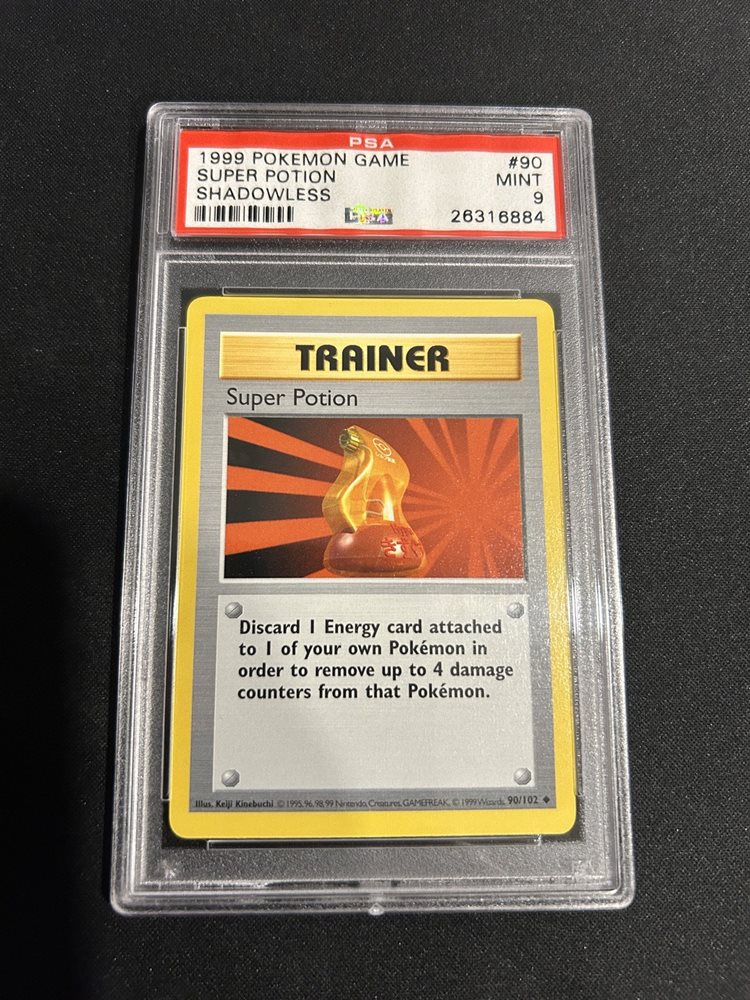 PSA
1999 POKEMON GAME #90
SUPER POTION MINT
SHADOWLESS 9
26316884
TRAINER
Super Potion
Discard 1 Energy card attached
to 1 of your own Pokémon in
order to remove up to 4 damage
counters from that Pokémon.
Illus. Keiji Kinebuchi © 1995, 96, 98, 99 Nintendo, Creatures, GAMEFREAK. © 1999 Wizards. 90/102